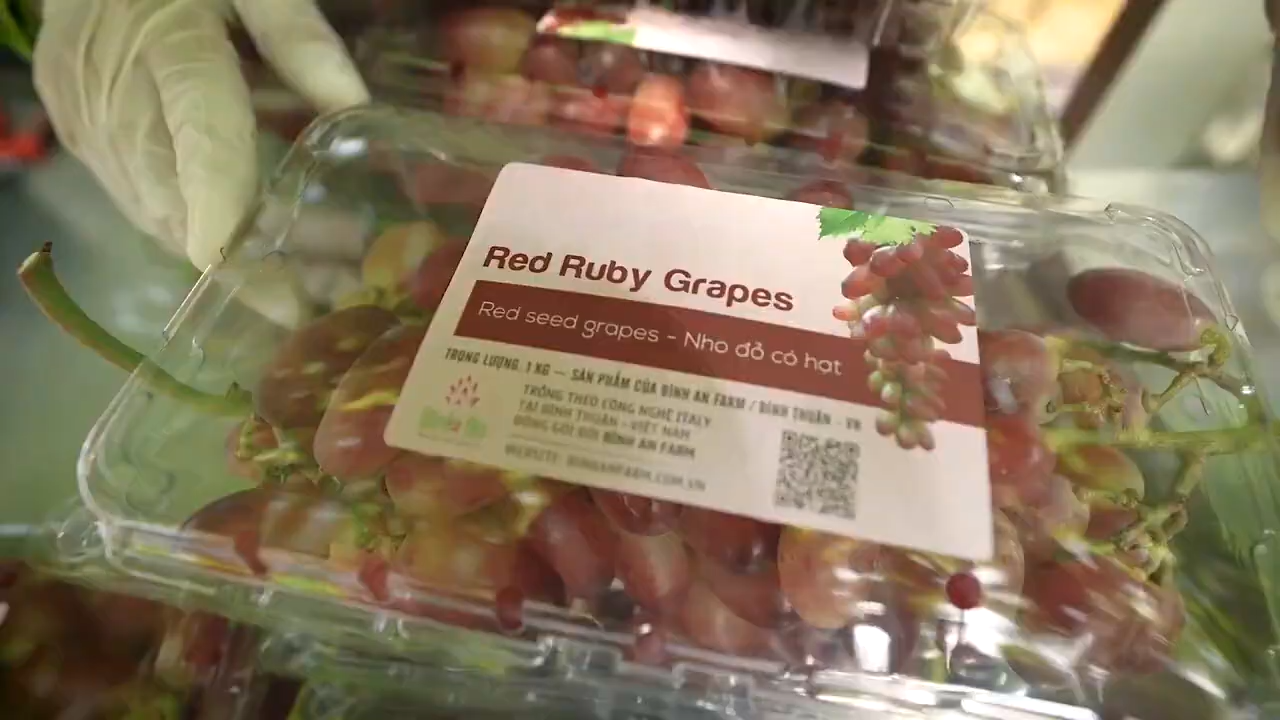 Red Ruby Grapes
Red seed grapes - Nho đỏ có hạt
TRỌNG LƯỢNG: 1 KG — SẢN PHẨM CỦA BÌNH AN FARM / BÌNH THUẬN - VN
TRỒNG THEO CÔNG NGHỆ ITALY
TẠI BÌNH THUẬN - VIỆT NAM
ĐÓNG GÓI BỞI BÌNH AN FARM
WEBSITE: BINHANFARM.COM.VN